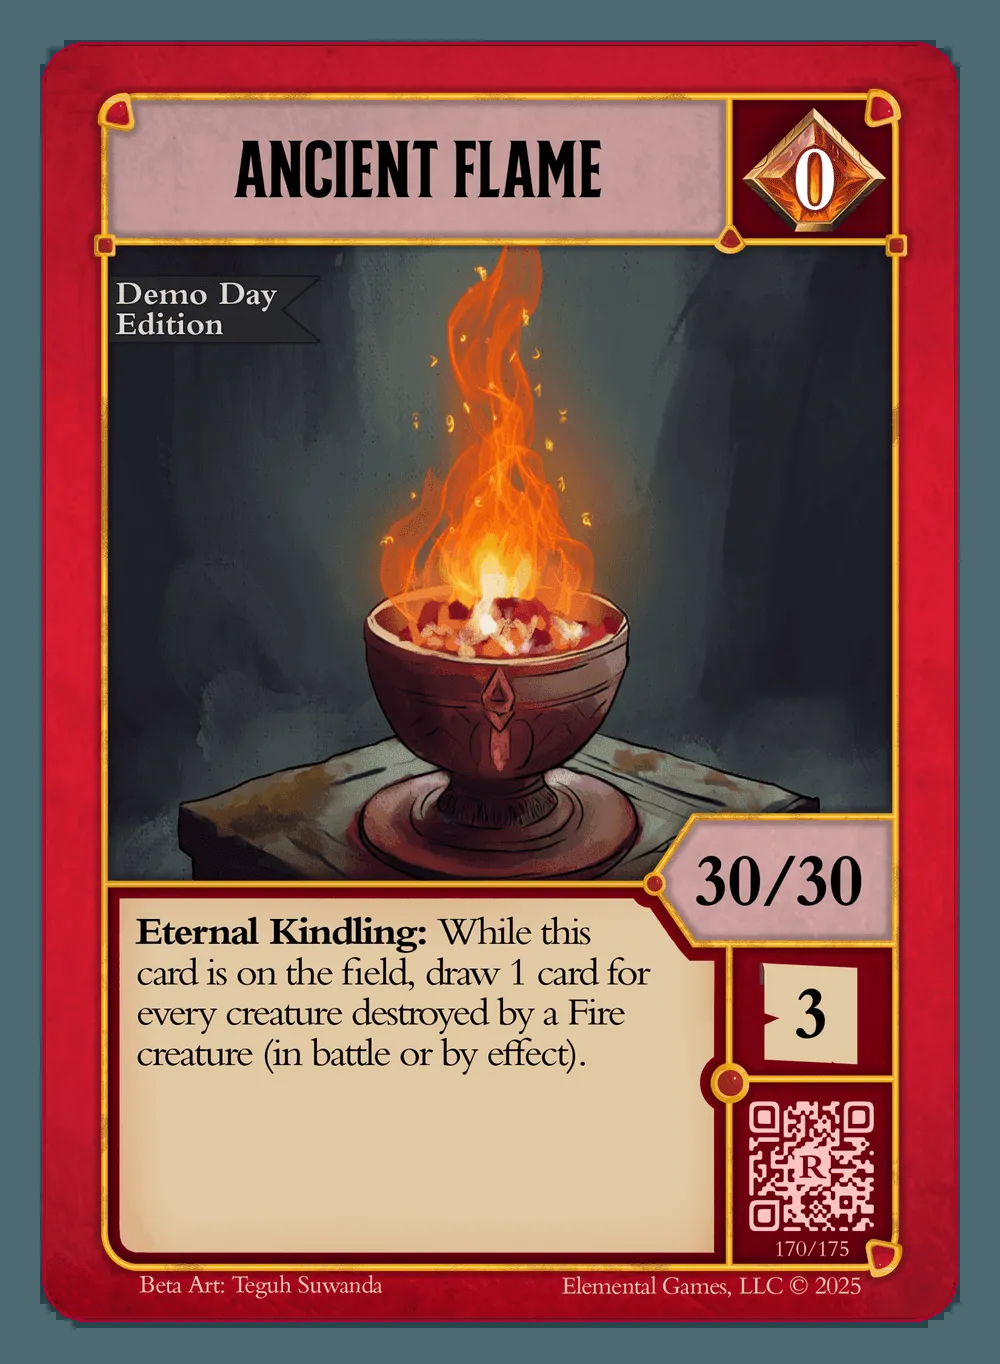 ANCIENT FLAME
0
Demo Day
Edition
30/30
Eternal Kindling: While this
card is on the field, draw 1 card for
every creature destroyed by a Fire
creature (in battle or by effect).
3
R
170/175
Beta Art: Teguh Suwanda
Elemental Games, LLC © 2025